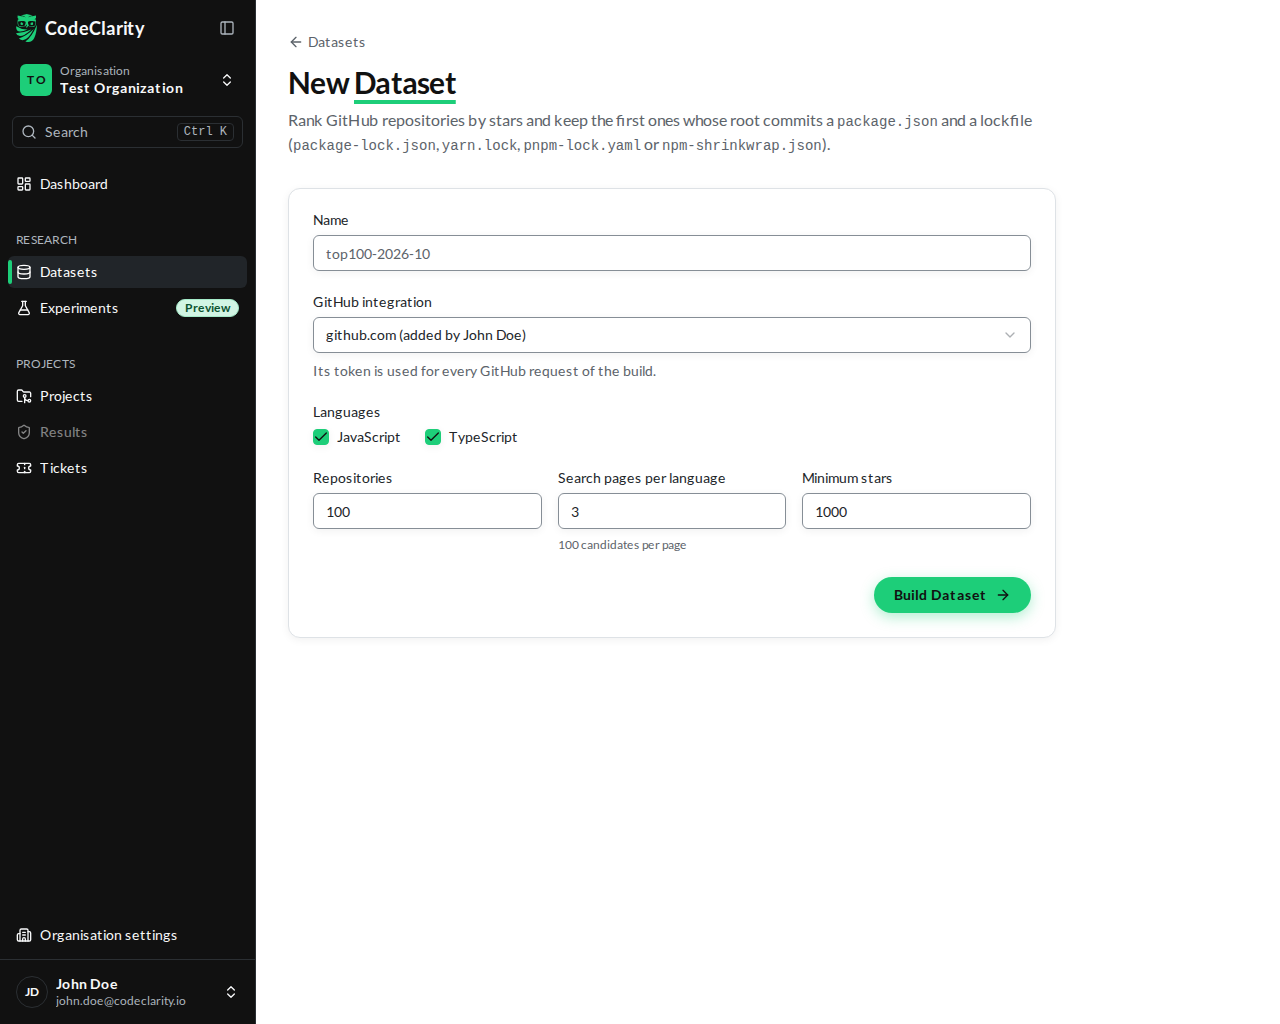 CodeClarity
TO
Organisation
Test Organization
Search
Ctrl K
Dashboard
RESEARCH
Datasets
Experiments
Preview
PROJECTS
Projects
Results
Tickets
Organisation settings
JD
John Doe
john.doe@codeclarity.io
Datasets
New Dataset
Rank GitHub repositories by stars and keep the first ones whose root commits a package.json and a lockfile
(package-lock.json, yarn.lock, pnpm-lock.yaml or npm-shrinkwrap.json).
Name
top100-2026-10
GitHub integration
github.com (added by John Doe)
Its token is used for every GitHub request of the build.
Languages
JavaScript
TypeScript
Repositories
Search pages per language
Minimum stars
100
3
1000
100 candidates per page
Build Dataset